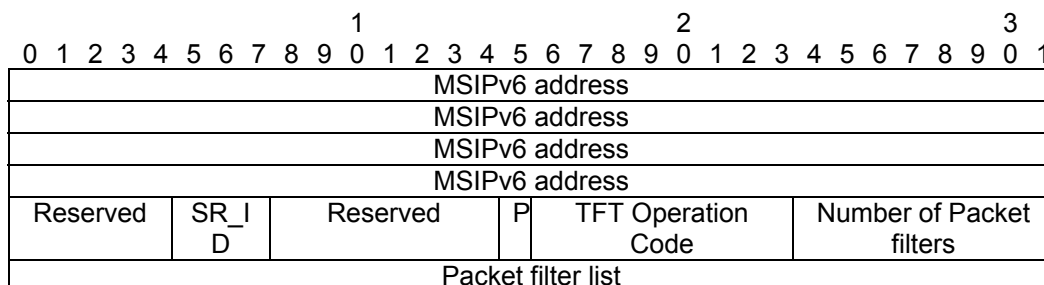 1 2 3
0 1 2 3 4 5 6 7 8 9 0 1 2 3 4 5 6 7 8 9 0 1 2 3 4 5 6 7 8 9 0 1
MSIPv6 address
MSIPv6 address
MSIPv6 address
MSIPv6 address
Reserved SR_I Reserved P TFT Operation Number of Packet
D Code filters
Packet filter list